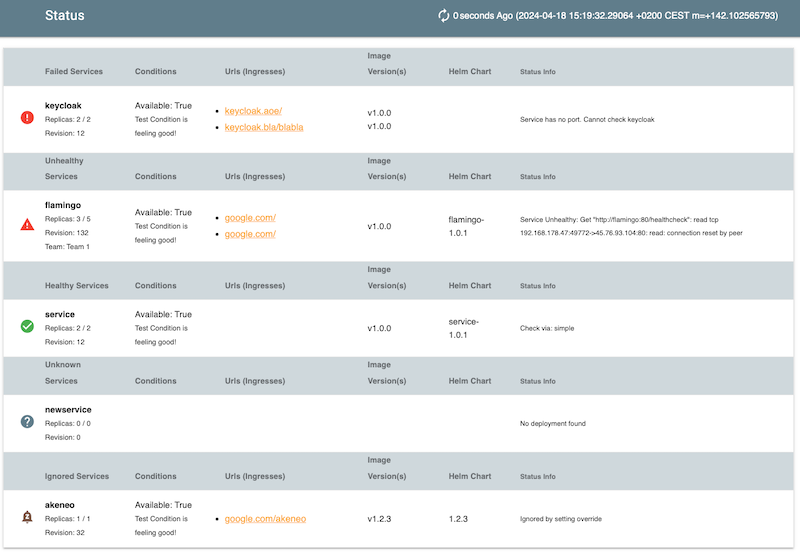 Status
0 seconds Ago (2024-04-18 15:19:32.29064 +0200 CEST m=+142.102565793)
Failed Services Conditions Urls (Ingresses) Image Version(s) Helm Chart Status Info
keycloak
Replicas: 2 / 2
Revision: 12
Available: True
Test Condition is
feeling good!
keycloak.aoe/
keycloak.bla/blabla
v1.0.0
v1.0.0
Service has no port. Cannot check keycloak
Unhealthy Services Conditions Urls (Ingresses) Image Version(s) Helm Chart Status Info
flamingo
Replicas: 3 / 5
Revision: 132
Team: Team 1
Available: True
Test Condition is
feeling good!
google.com/
google.com/
v1.0.0
flamingo-
1.0.1
Service Unhealthy: Get "http://flamingo:80/healthcheck": read tcp
192.168.178.47:49772->45.76.93.104:80: read: connection reset by peer
Healthy Services Conditions Urls (Ingresses) Image Version(s) Helm Chart Status Info
service
Replicas: 2 / 2
Revision: 12
Available: True
Test Condition is
feeling good!
v1.0.0
service-
1.0.1
Check via: simple
Unknown Services Conditions Urls (Ingresses) Image Version(s) Helm Chart Status Info
newservice
Replicas: 0 / 0
Revision: 0
No deployment found
Ignored Services Conditions Urls (Ingresses) Image Version(s) Helm Chart Status Info
akeneo
Replicas: 1 / 1
Revision: 32
Available: True
Test Condition is
feeling good!
google.com/akeneo
v1.2.3
1.2.3
Ignored by setting override